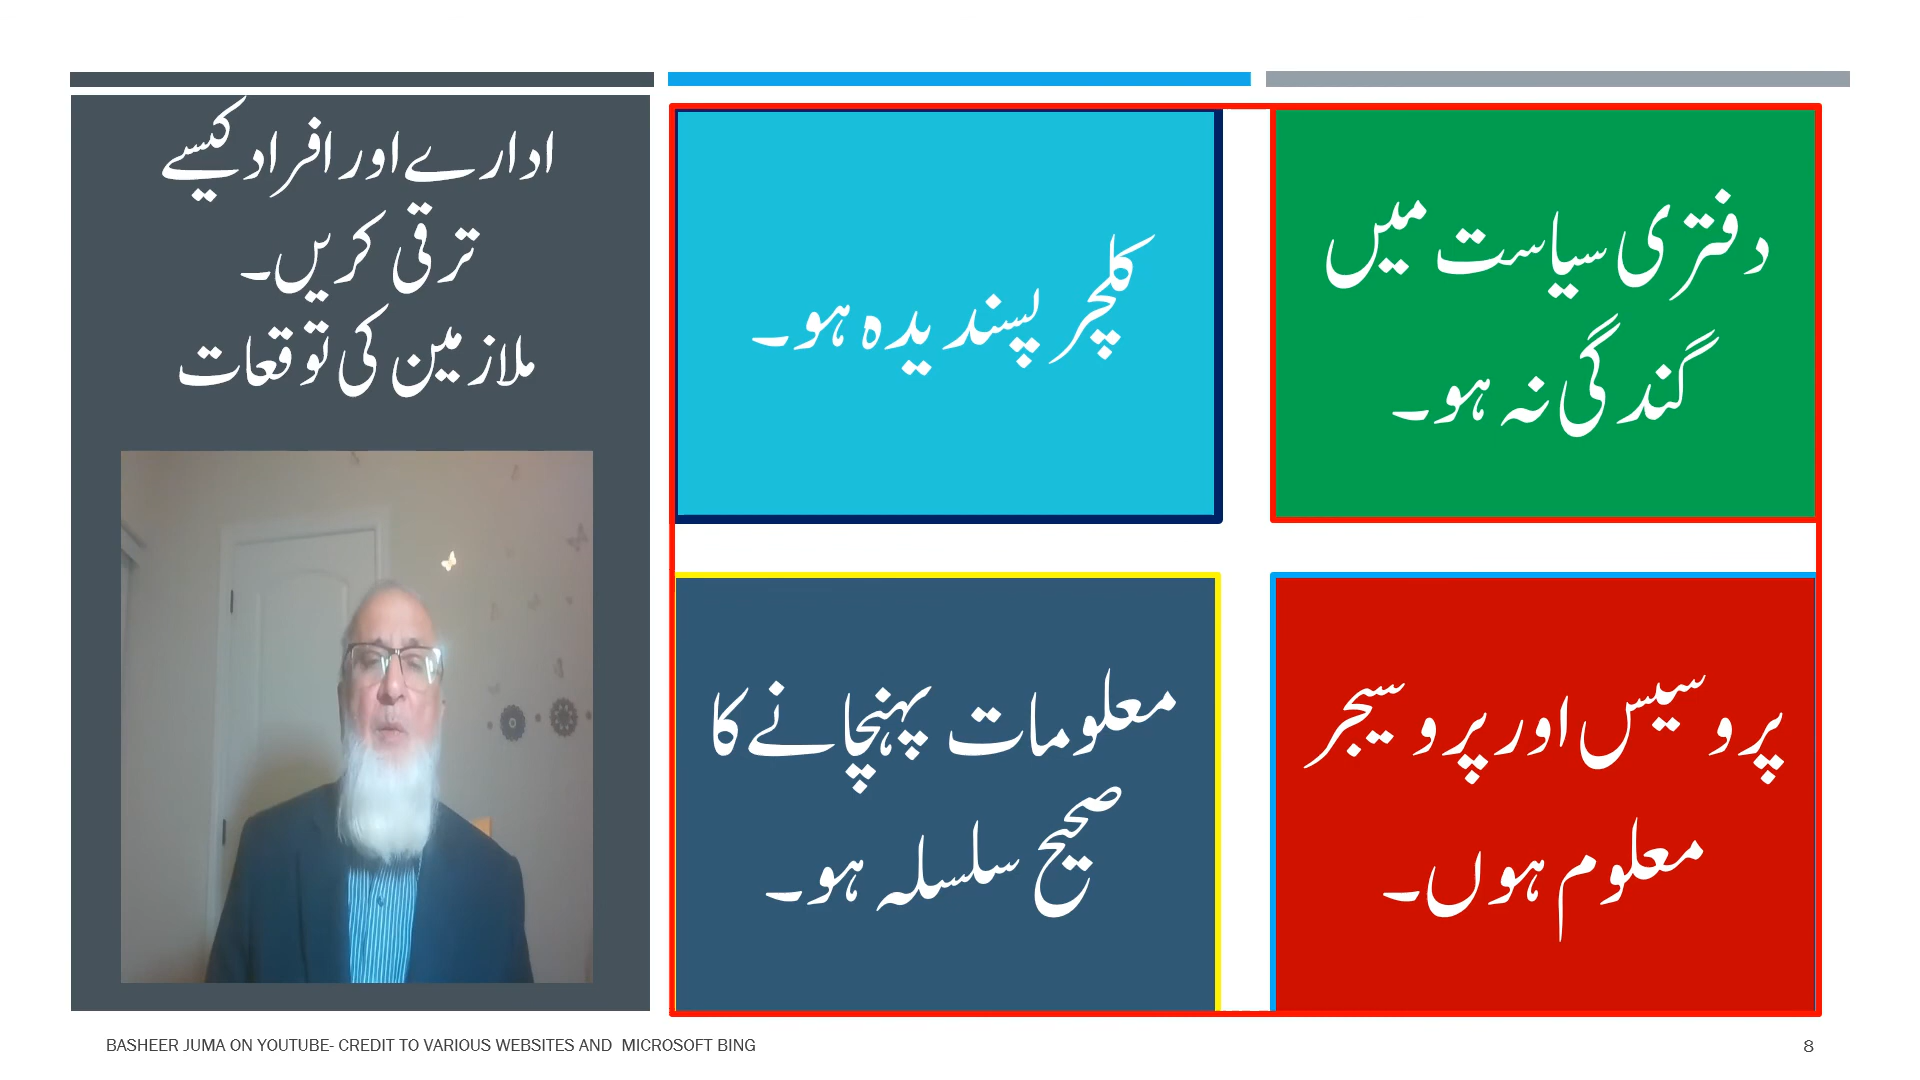 ادارے اور افراد کیسے
ترقی کریں۔
ملازمین کی توقعات
دفتری سیاست میں
گندگی نہ ہو۔
کلچر پسندیدہ ہو۔
پروسیس اور پروسیجر
معلوم ہوں۔
معلومات پہنچانے کا
صحیح سلسلہ ہو۔
BASHEER JUMA ON YOUTUBE- CREDIT TO VARIOUS WEBSITES AND  MICROSOFT BING
8